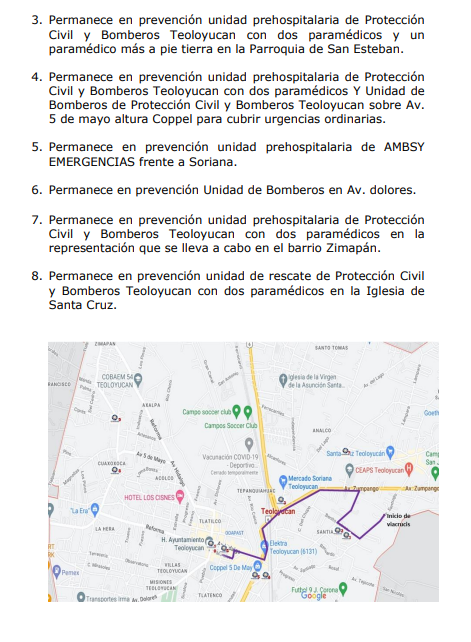 3. Permanece en prevención unidad prehospitalaria de Protección
Civil y Bomberos Teoloyucan con dos paramédicos y un
paramédico más a pie tierra en la Parroquia de San Esteban.
4. Permanece en prevención unidad prehospitalaria de Protección
Civil y Bomberos Teoloyucan con dos paramédicos Y Unidad de
Bomberos de Protección Civil y Bomberos Teoloyucan sobre Av.
5 de mayo altura Coppel para cubrir urgencias ordinarias.
5. Permanece en prevención unidad prehospitalaria de AMBSY
EMERGENCIAS frente a Soriana.
6. Permanece en prevención Unidad de Bomberos en Av. dolores.
7. Permanece en prevención unidad prehospitalaria de Protección
Civil y Bomberos Teoloyucan con dos paramédicos en la
representación que se lleva a cabo en el barrio Zimapán.
8. Permanece en prevención unidad de rescate de Protección Civil
y Bomberos Teoloyucan con dos paramédicos en la Iglesia de
Santa Cruz.
ZIMAPAN
SANTO TOMAS
COBAEM 54
TEOLOYUCAN
Iglesia de la Virgen
de la Asunción Santa
AXALPA
Campo soccer club
Campos Soccer Club
ANALCO
Vacunación COVID-19
Deportivo
Cerrado temporalmente
Teoloyucan
CUAXOXOCA
Av 5 de Mayo
Av Hidalgo
ACOLCO
CEAPS Teoloyucan
Mercado Soriana
Teoloyucan
HOTEL LOS CISNES
TEPANQUIAHUAC
Av. Zumpango
Av. Zumpango
"La Era"
Teoloyucan
Inicio de
viacrucis
TLATILCO
LA HERA
Reforma
H. Ayuntamiento
Teoloyucan
Elektra
Teoloyucan (6131)
VILLAS
TEOLOYUCAN
Coppel 5 De May
Pemex
MISIONES
TEOLOYUCAN
TLATENCO
Futbol 9 J. Corona
Google
Transportes Irma
Av. Dolores